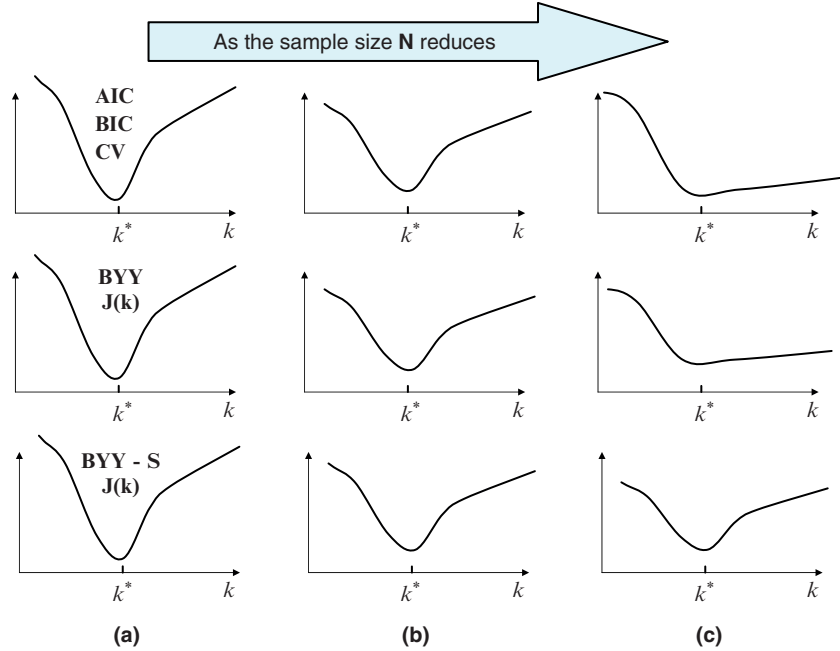 As the sample size N reduces
AIC
BIC
CV
k*
k
k*
k
k*
k
BYY
J(k)
k*
k
k*
k
k*
k
BYY - S
J(k)
k*
k
k*
k
k*
k
(a)
(b)
(c)